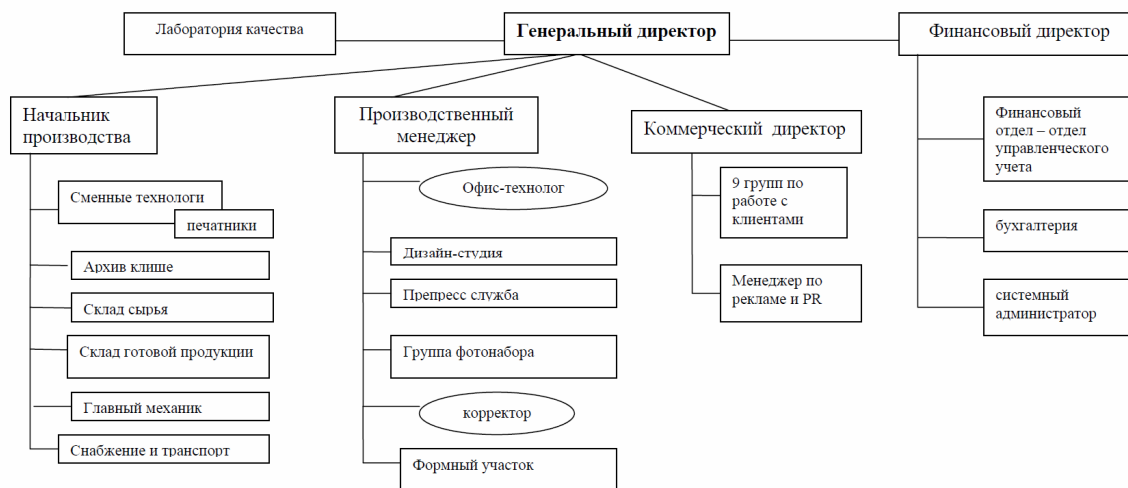 Лаборатория качества
Генеральный директор
Финансовый директор
Начальник
производства
Производственный
менеджер
Коммерческий директор
Финансовый
отдел – отдел
управленческого
учета
Сменные технологи
печатники
Офис-технолог
9 групп по
работе с
клиентами
бухгалтерия
Архив клише
Дизайн-студия
Склад сырья
Препресс служба
Менеджер по
рекламе и PR
системный
администратор
Склад готовой продукции
Группа фотонабора
Главный механик
корректор
Снабжение и транспорт
Формный участок